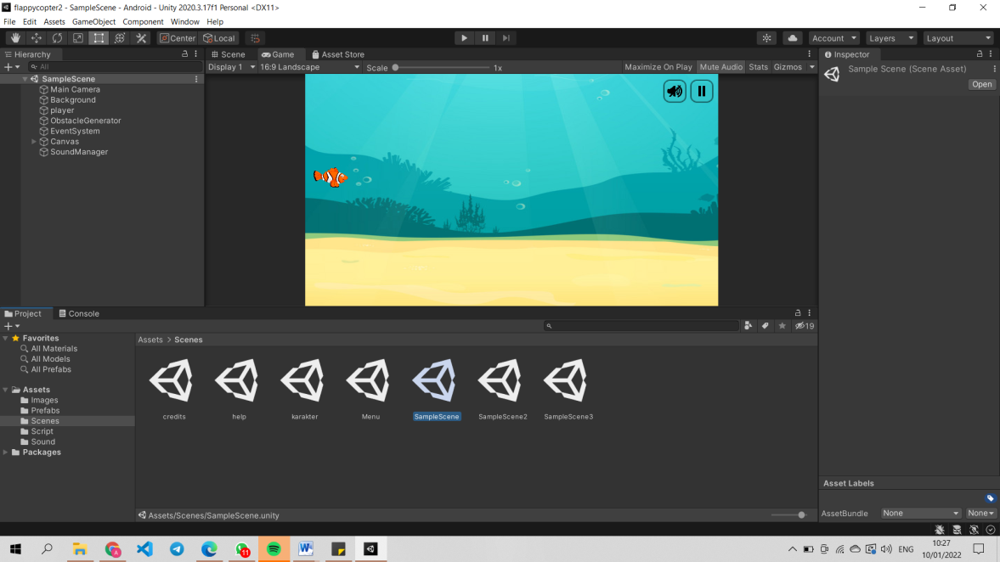 flappycopter2 - SampleScene - Android - Unity 2020.3.17f1 Personal <DX11>
File Edit Assets GameObject Component Window Help
Center Local Account Layers Layout
Hierarchy
All
SampleScene
Main Camera
Background
player
ObstacleGenerator
EventSystem
Canvas
SoundManager
Scene Game Asset Store
Display 1 16:9 Landscape Scale 1x Maximize On Play Mute Audio Stats Gizmos
Inspector
Sample Scene (Scene Asset)
Open
Project Console
19
Favorites
All Materials
All Models
All Prefabs
Assets
Images
Prefabs
Scenes
Script
Sound
Packages
Assets > Scenes
credits help karakter Menu SampleScene SampleScene2 SampleScene3
Assets/Scenes/SampleScene.unity
Asset Labels
AssetBundle None None
A 11 W ENG
10:27
10/01/2022